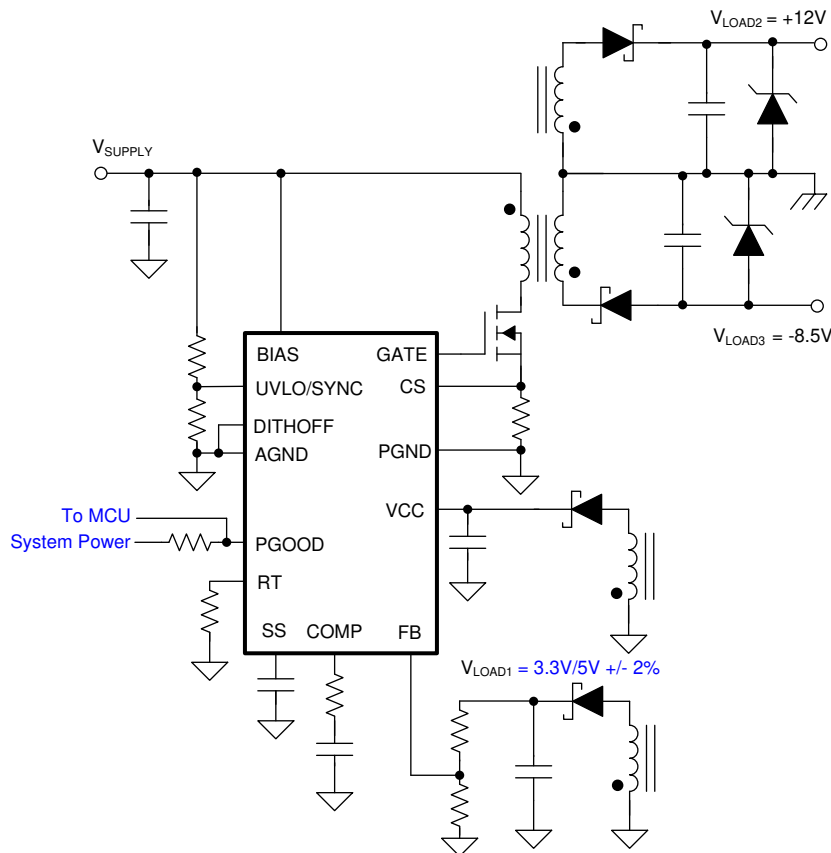 VLOAD2 = +12V
VSUPPLY
VLOAD3 = -8.5V
BIAS
GATE
UVLO/SYNC
CS
DITHOFF
AGND
PGND
VCC
To MCU
System Power
PGOOD
RT
SS
COMP
FB
VLOAD1 = 3.3V/5V +/- 2%